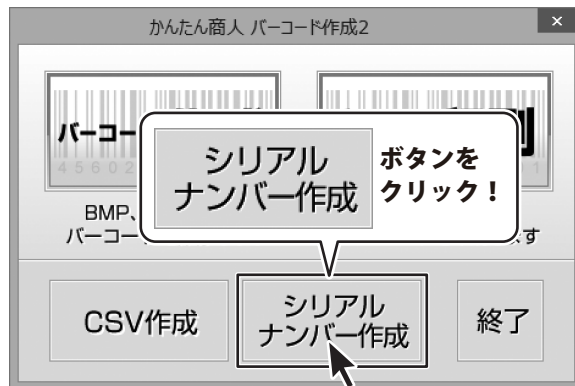 かんたん商人 バーコード作成2
バーコー
45602
シリアル
ナンバー作成
ボタンを
クリック！
BMP、
バーコー
す
CSV作成
シリアル
ナンバー作成
終了